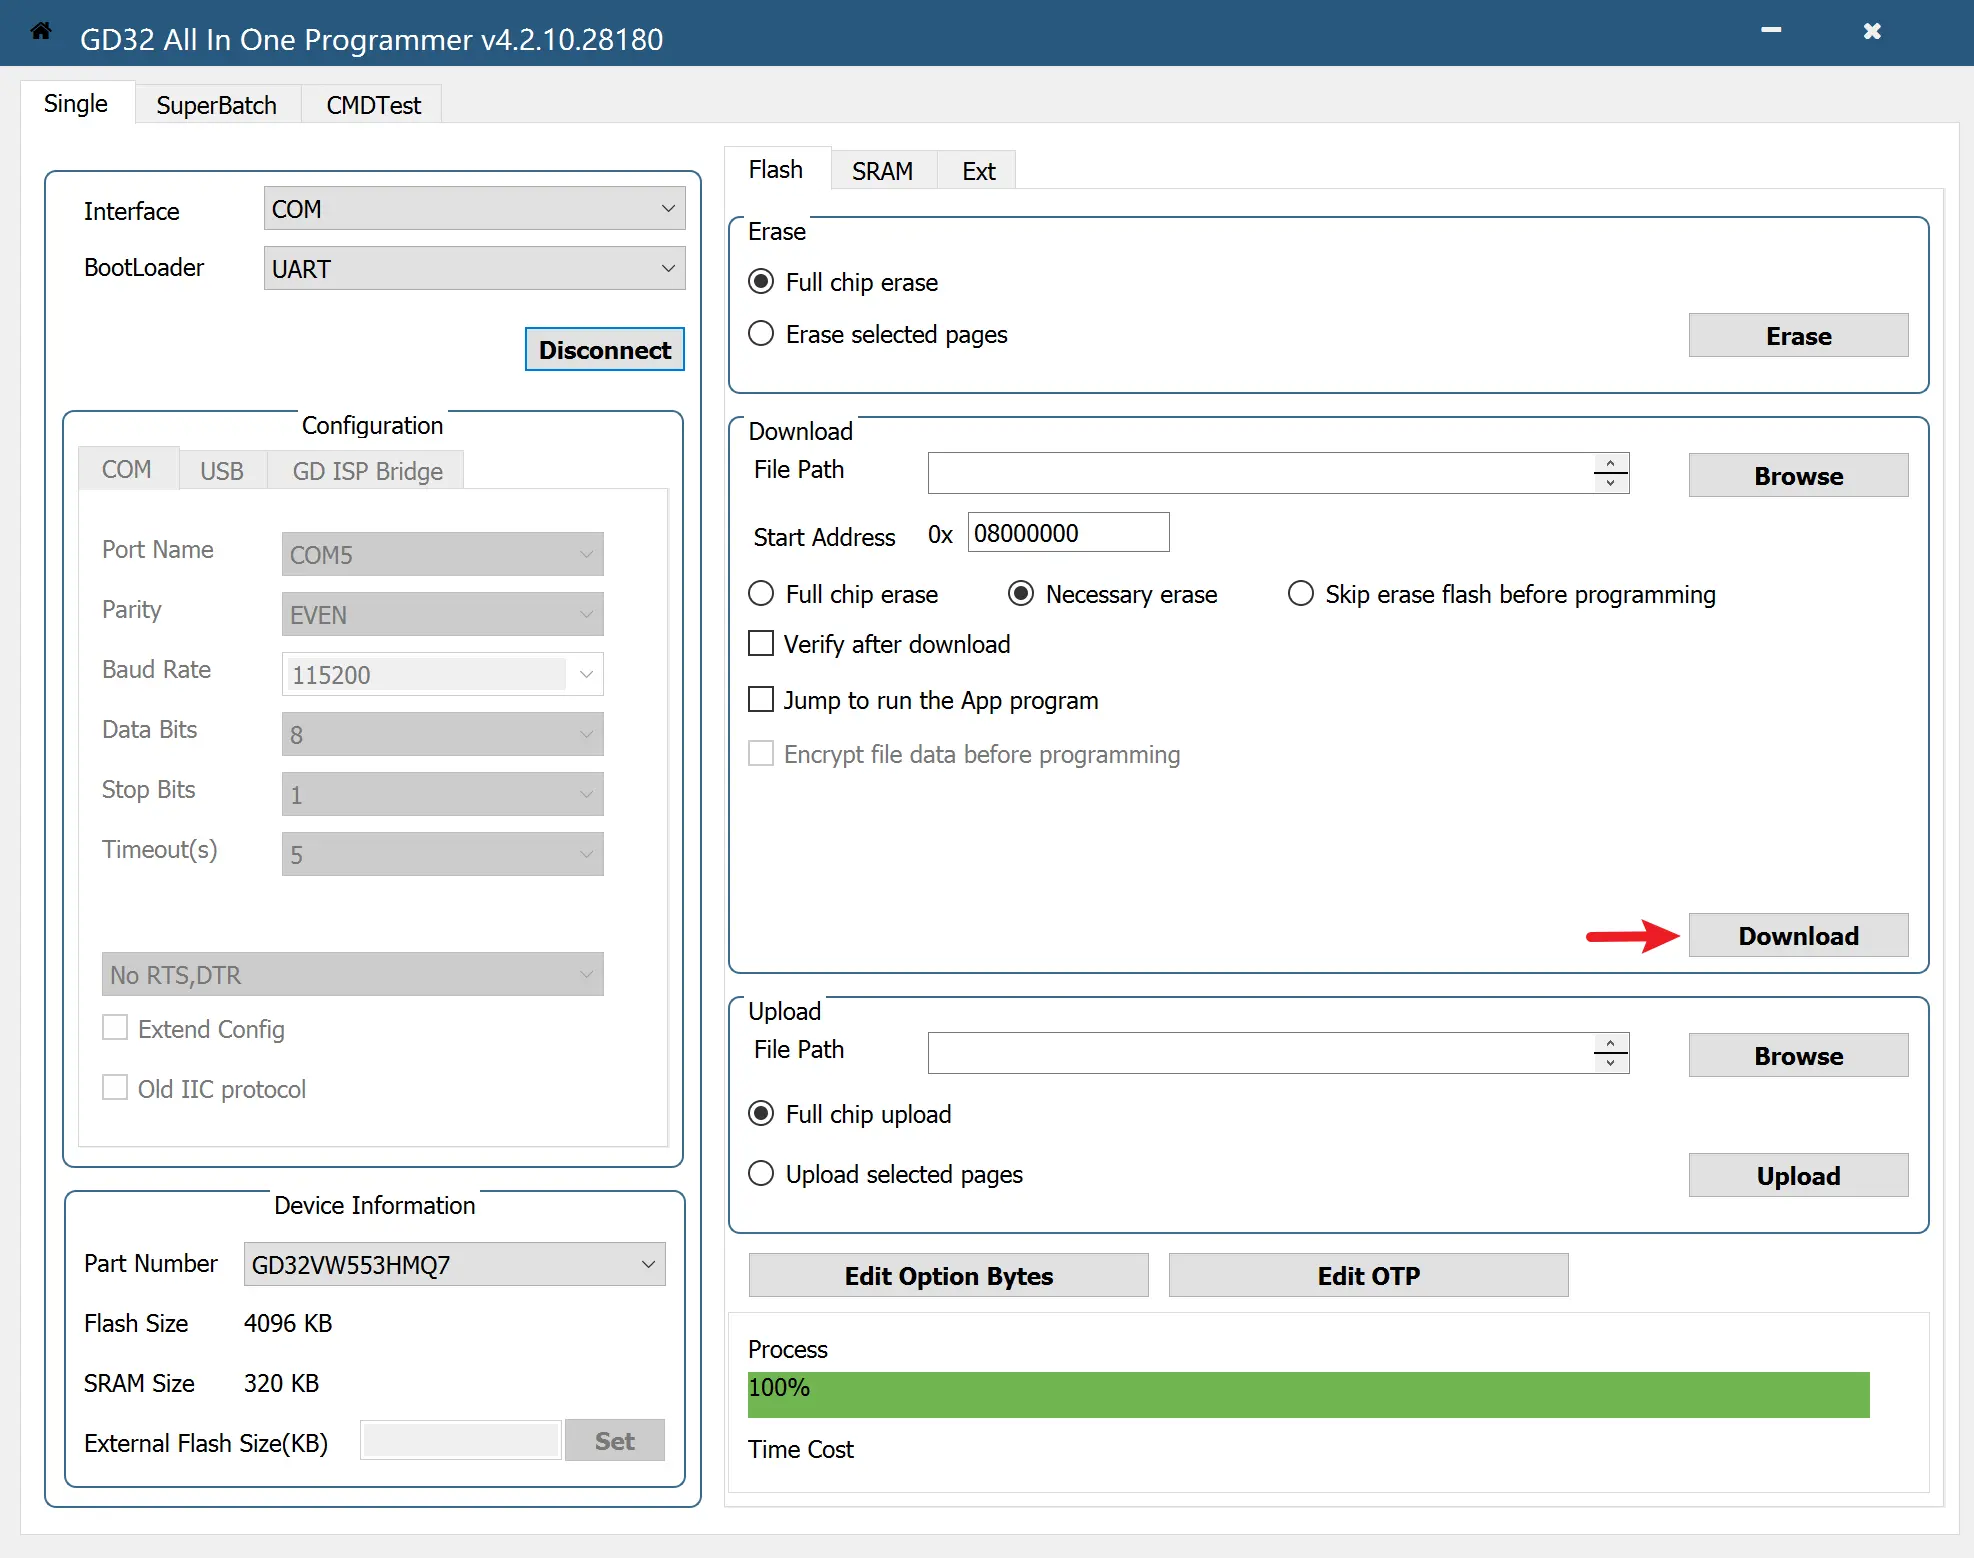 GD32 All In One Programmer v4.2.10.28180
Single SuperBatch CMDTest
Interface COM
BootLoader UART
Disconnect
Configuration
COM USB GD ISP Bridge
Port Name COM5
Parity EVEN
Baud Rate 115200
Data Bits 8
Stop Bits 1
Timeout(s) 5
No RTS,DTR
Extend Config
Old IIC protocol
Device Information
Part Number GD32VW553HMQ7
Flash Size 4096 KB
SRAM Size 320 KB
External Flash Size(KB) Set
Flash SRAM Ext
Erase
Full chip erase
Erase selected pages
Erase
Download
File Path Browse
Start Address 0x 08000000
Full chip erase Necessary erase Skip erase flash before programming
Verify after download
Jump to run the App program
Encrypt file data before programming
Download
Upload
File Path Browse
Full chip upload
Upload selected pages
Upload
Edit Option Bytes Edit OTP
Process
100%
Time Cost